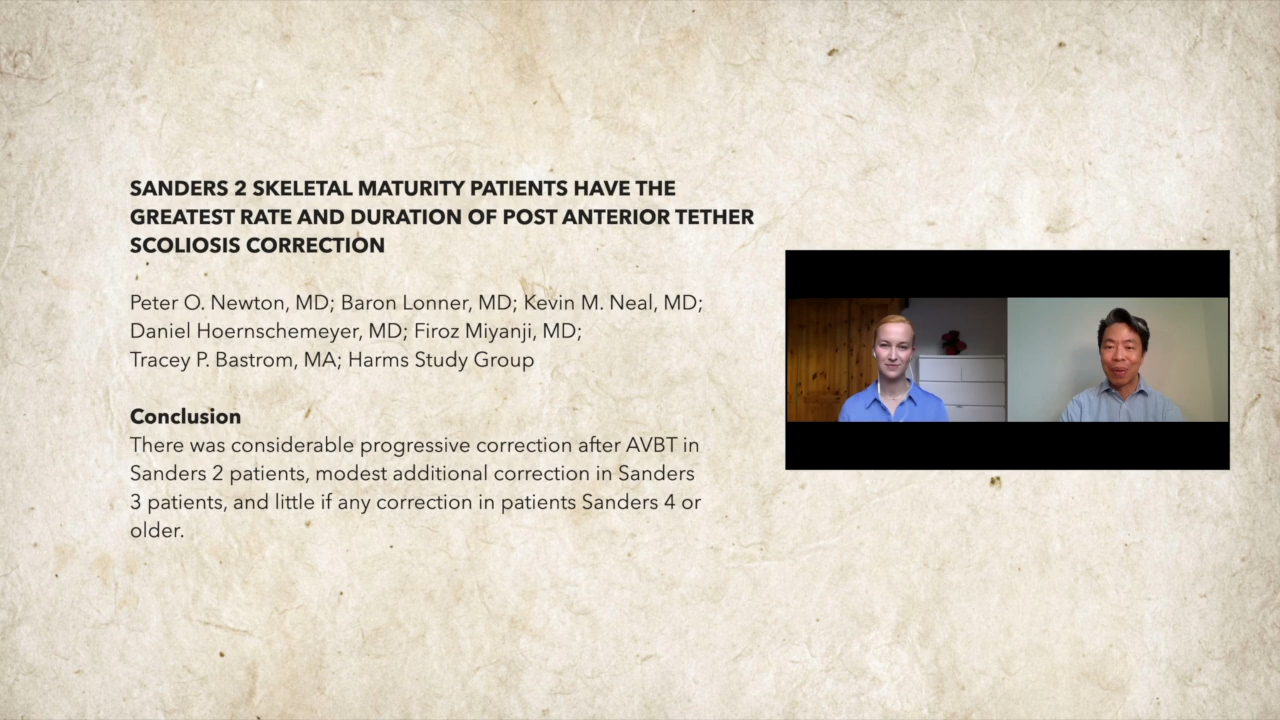 SANDERS 2 SKELETAL MATURITY PATIENTS HAVE THE
GREATEST RATE AND DURATION OF POST ANTERIOR TETHER
SCOLIOSIS CORRECTION
Peter O. Newton, MD; Baron Lonner, MD; Kevin M. Neal, MD;
Daniel Hoernschemeyer, MD; Firoz Miyanji, MD;
Tracey P. Bastrom, MA; Harms Study Group
Conclusion
There was considerable progressive correction after AVBT in
Sanders 2 patients, modest additional correction in Sanders
3 patients, and little if any correction in patients Sanders 4 or
older.